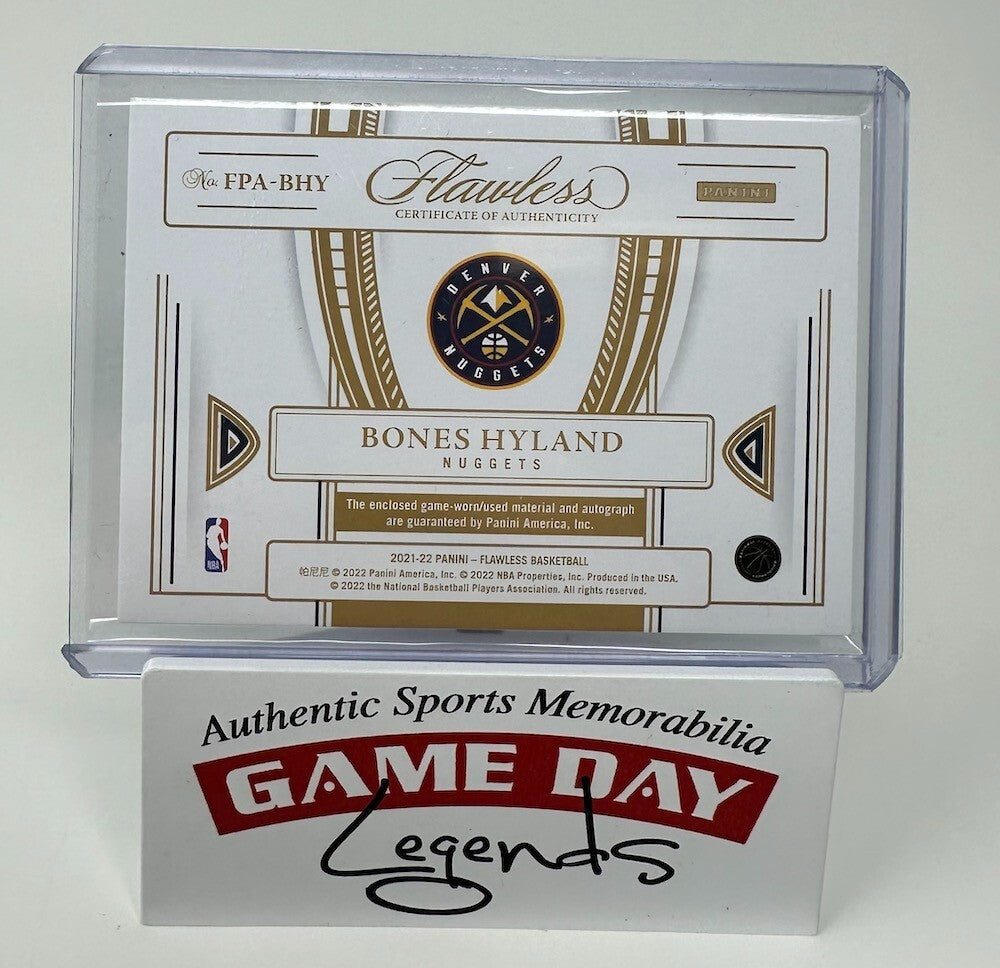 No. FPA-BHY
Flawless
CERTIFICATE OF AUTHENTICITY
PANINI
DENVER
NUGGETS
BONES HYLAND
NUGGETS
The enclosed game-worn/used material and autograph
are guaranteed by Panini America, Inc.
NBA
2021-22 PANINI – FLAWLESS BASKETBALL
帕尼尼 © 2022 Panini America, Inc. © 2022 NBA Properties, Inc. Produced in the USA.
© 2022 the National Basketball Players Association. All rights reserved.
Authentic Sports Memorabilia
GAME DAY
Legends